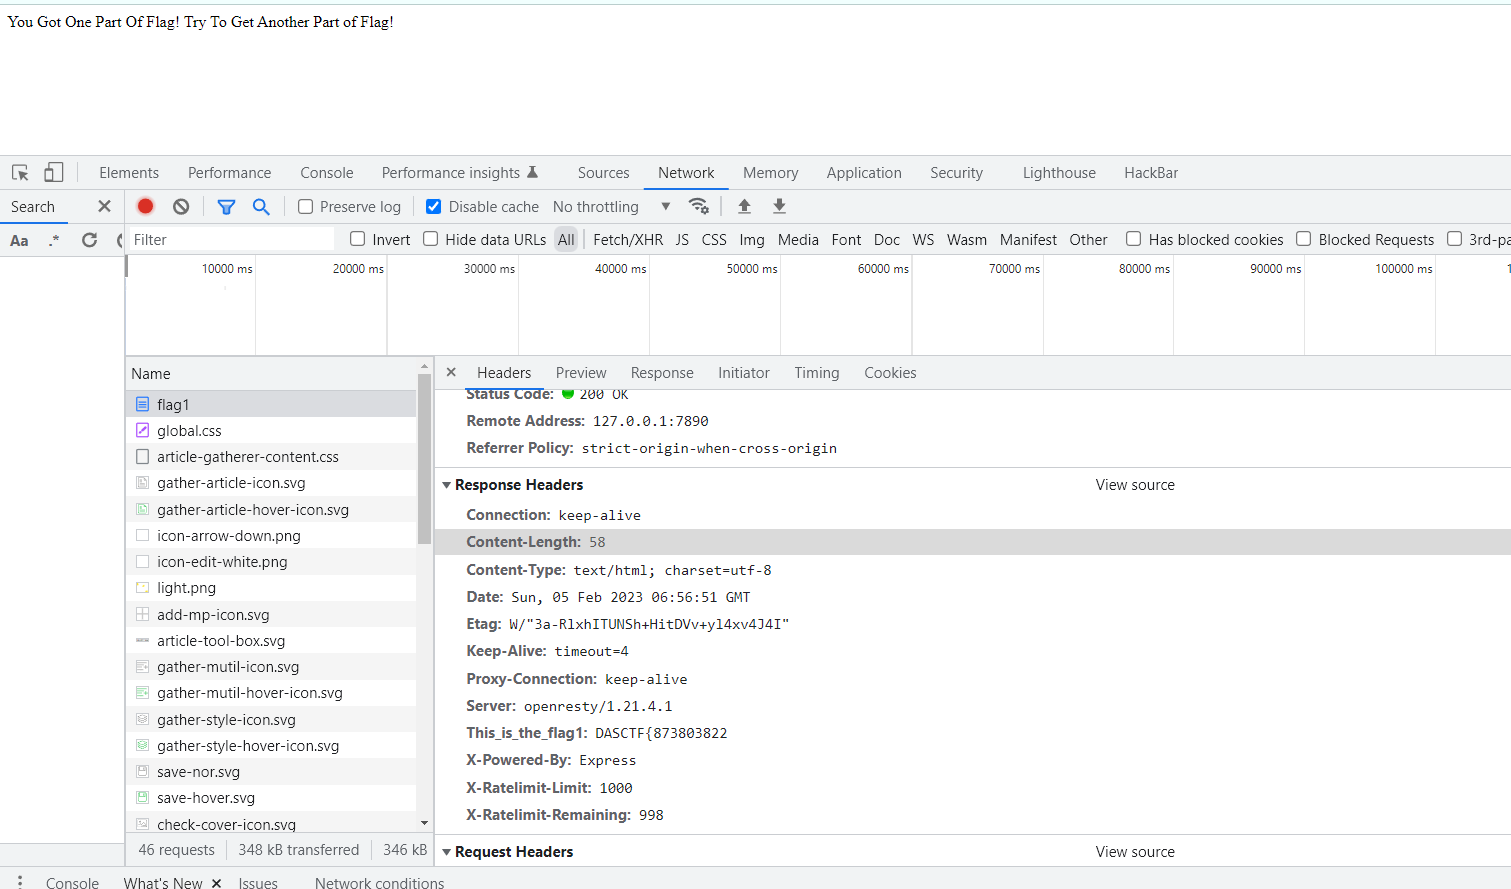 You Got One Part Of Flag! Try To Get Another Part of Flag!
Elements Performance Console Performance insights Sources Network Memory Application Security Lighthouse HackBar
Search Preserve log Disable cache No throttling
Aa .* Filter Invert Hide data URLs All Fetch/XHR JS CSS Img Media Font Doc WS Wasm Manifest Other Has blocked cookies Blocked Requests 3rd-pa
10000 ms 20000 ms 30000 ms 40000 ms 50000 ms 60000 ms 70000 ms 80000 ms 90000 ms 100000 ms 1
Name
flag1
global.css
article-gatherer-content.css
gather-article-icon.svg
gather-article-hover-icon.svg
icon-arrow-down.png
icon-edit-white.png
light.png
add-mp-icon.svg
article-tool-box.svg
gather-mutil-icon.svg
gather-mutil-hover-icon.svg
gather-style-icon.svg
gather-style-hover-icon.svg
save-nor.svg
save-hover.svg
check-cover-icon.svg
46 requests 348 kB transferred 346 kB
Headers Preview Response Initiator Timing Cookies
Status Code: 200 OK
Remote Address: 127.0.0.1:7890
Referrer Policy: strict-origin-when-cross-origin
Response Headers View source
Connection: keep-alive
Content-Length: 58
Content-Type: text/html; charset=utf-8
Date: Sun, 05 Feb 2023 06:56:51 GMT
Etag: W/"3a-RlxhITUNSh+HitDVv+yl4xv4J4I"
Keep-Alive: timeout=4
Proxy-Connection: keep-alive
Server: openresty/1.21.4.1
This_is_the_flag1: DASCTF{873803822
X-Powered-By: Express
X-Ratelimit-Limit: 1000
X-Ratelimit-Remaining: 998
Request Headers View source
Console What's New Issues Network conditions